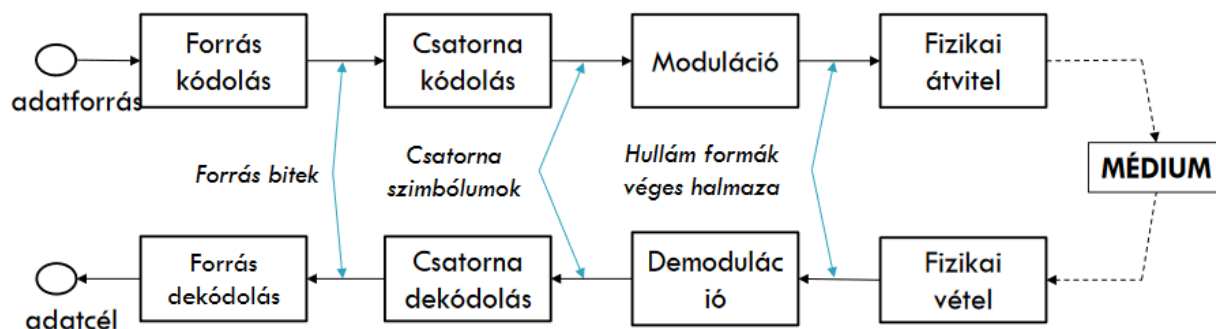 adatforrás
Forrás
kódolás
Csatorna
kódolás
Moduláció
Fizikai
átvitel
Forrás bitek
Csatorna
szimbólumok
Hullám formák
véges halmaza
MÉDIUM
adatcél
Forrás
dekódolás
Csatorna
dekódolás
Demodulác
ió
Fizikai
vétel